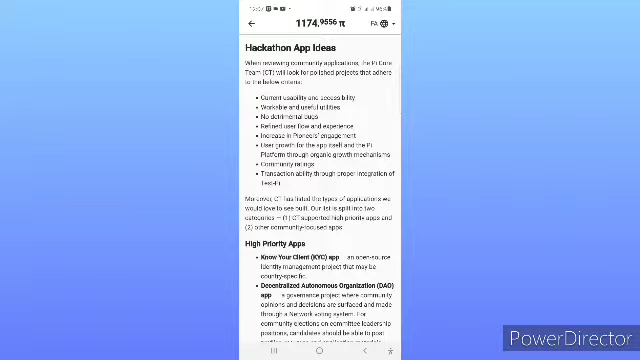 12:07 96%
1174.9556 π FA
Hackathon App Ideas
When reviewing community applications, the Pi Core
Team (CT) will look for polished projects that adhere
to the below criteria:
• Current usability and accessibility
• Workable and useful utilities
• No detrimental bugs
• Refined user flow and experience
• Increase in Pioneers' engagement
• User growth for the app itself and the Pi
Platform through organic growth mechanisms
• Community ratings
• Transaction ability through proper integration of
Test-Pi
Moreover, CT has listed the types of applications we
would love to see built. Our list is split into two
categories – (1) CT supported high priority apps and
(2) other community-focused apps.
High Priority Apps
• Know Your Client (KYC) app – an open-source
identity management project that may be
country-specific.
• Decentralized Autonomous Organization (DAO)
app – a governance project where community
opinions and decisions are surfaced and made
through a Network voting system. For
community elections on committee leadership
positions, candidates should be able to post
PowerDirector